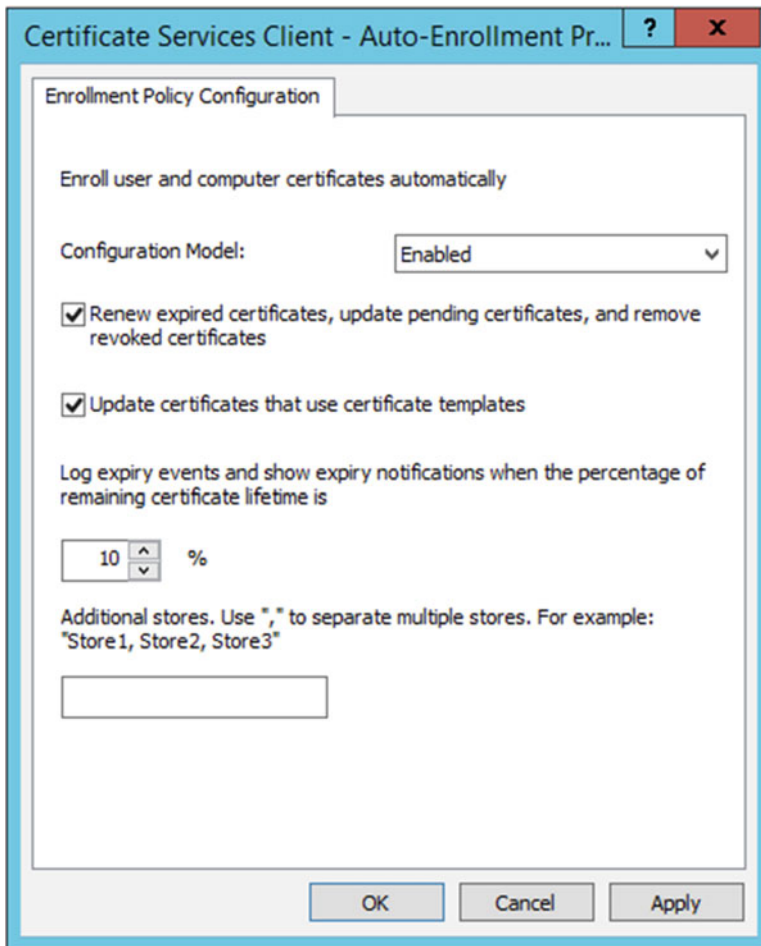 Certificate Services Client - Auto-Enrollment Pr... ? x
Enrollment Policy Configuration
Enroll user and computer certificates automatically
Configuration Model: Enabled
Renew expired certificates, update pending certificates, and remove
revoked certificates
Update certificates that use certificate templates
Log expiry events and show expiry notifications when the percentage of
remaining certificate lifetime is
10 %
Additional stores. Use "," to separate multiple stores. For example:
"Store1, Store2, Store3"
OK Cancel Apply